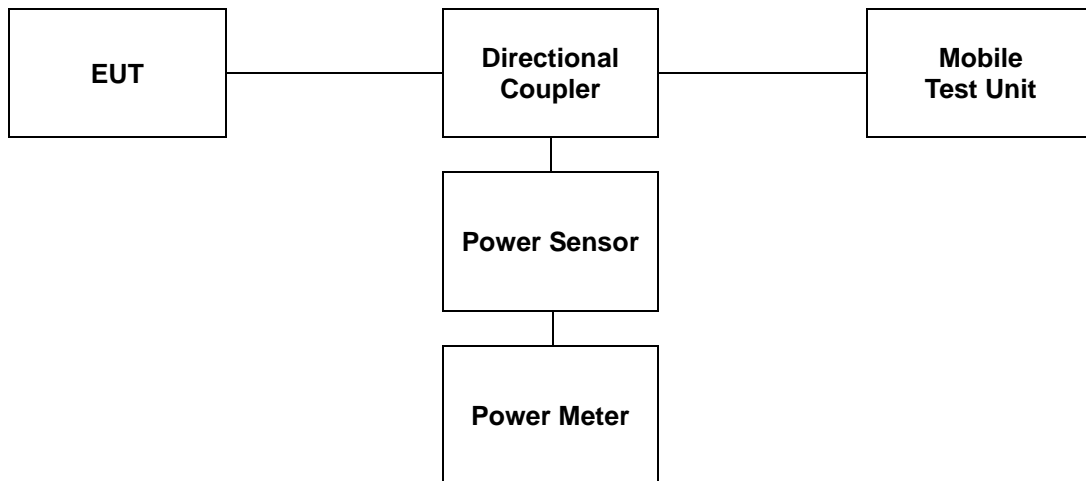 EUT
Directional
Coupler
Mobile
Test Unit
Power Sensor
Power Meter